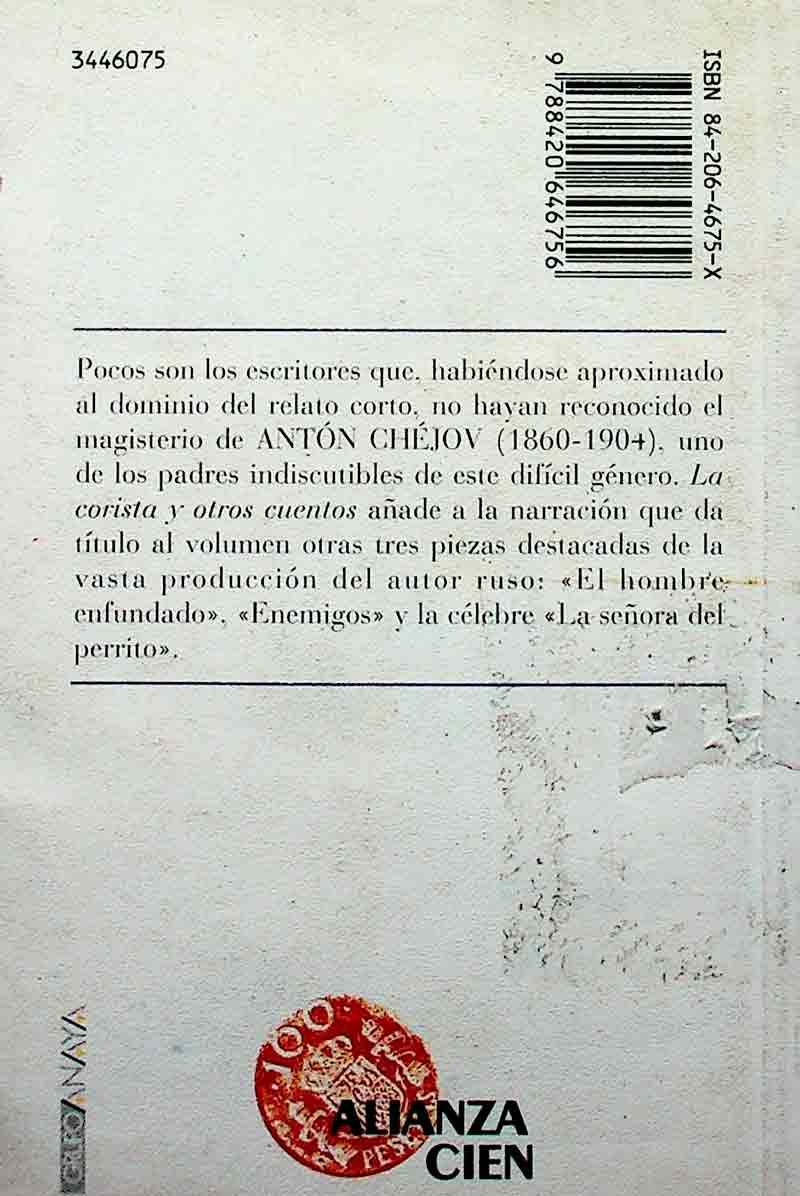 3446075
ISBN 84-206-4675-X
9 788420 646756
Pocos son los escritores que, habiéndose aproximado
al dominio del relato corto, no hayan reconocido el
magisterio de ANTÓN CHÉJOV (1860-1904), uno
de los padres indiscutibles de este difícil género. La
corista y otros cuentos añade a la narración que da
título al volumen otras tres piezas destacadas de la
vasta producción del autor ruso: «El hombre
enfundado», «Enemigos» y la célebre «La señora del
perrito».
ANAYA
100
PESETAS
ALIANZA
CIEN